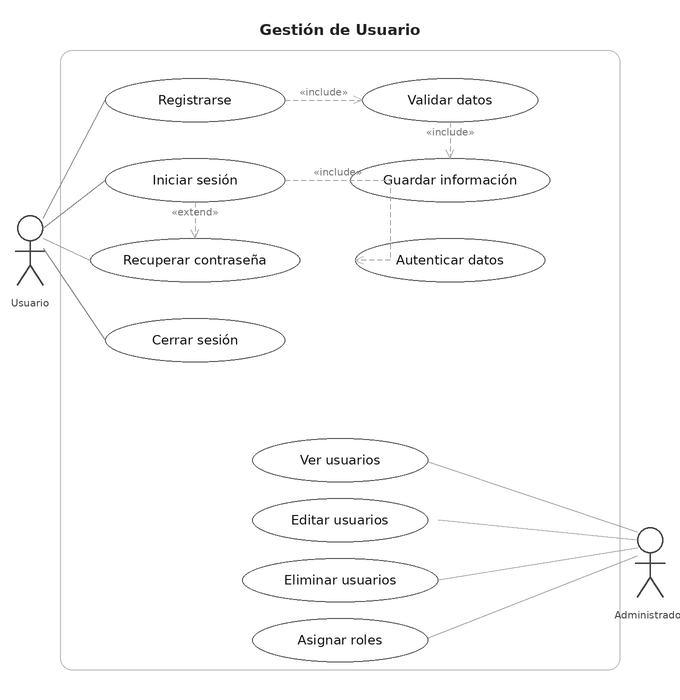 Gestión de Usuario
Registrarse
«include»
Validar datos
«include»
Iniciar sesión
«include»
Guardar información
«extend»
Recuperar contraseña
Autenticar datos
Usuario
Cerrar sesión
Ver usuarios
Editar usuarios
Eliminar usuarios
Administrado
Asignar roles